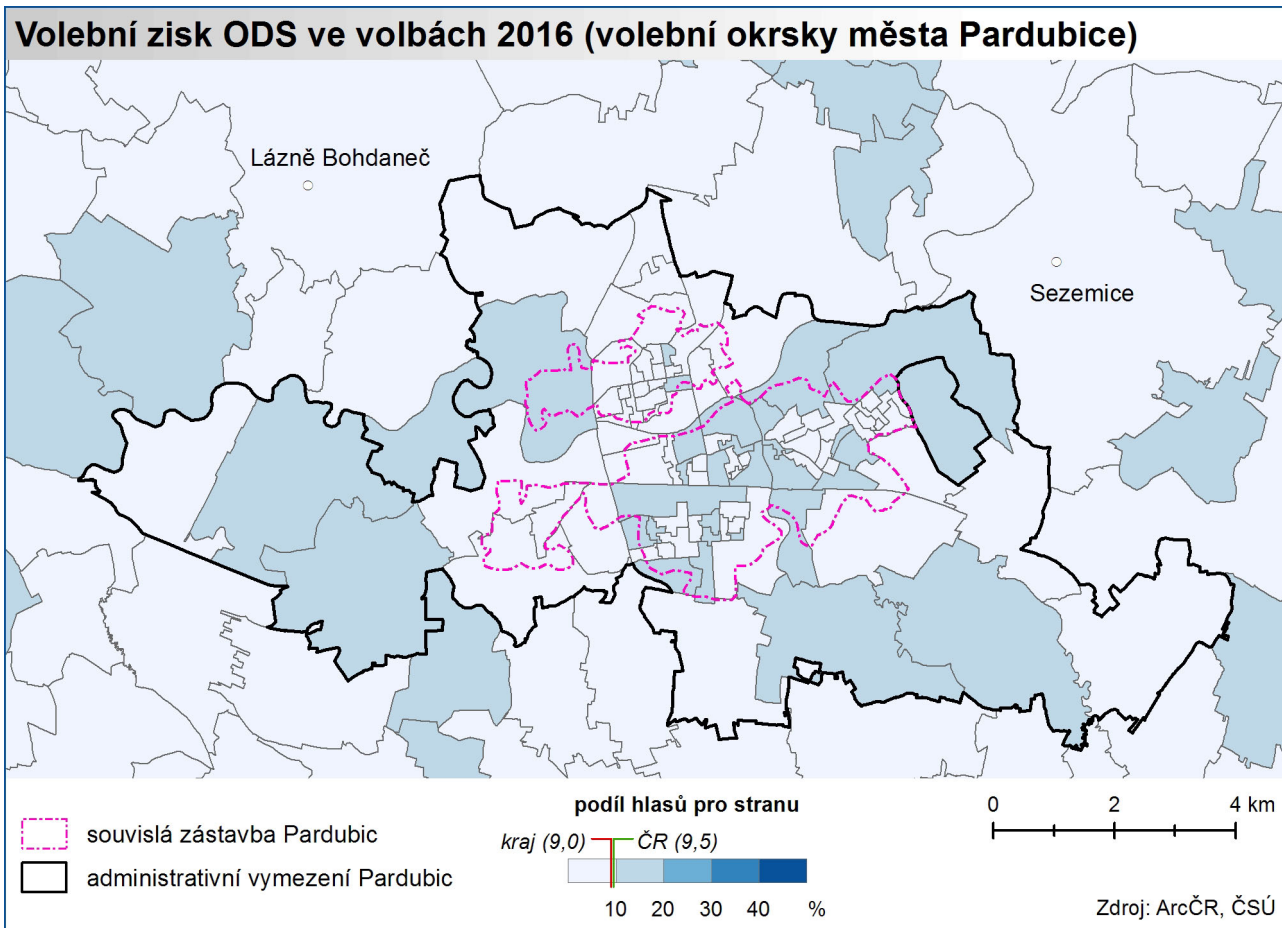 Volební zisk ODS ve volbách 2016 (volební okrsky města Pardubice)
Lázně Bohdaneč
Sezemice
souvislá zástavba Pardubic
administrativní vymezení Pardubic
podíl hlasů pro stranu
kraj (9,0) ČR (9,5)
10 20 30 40 %
0 2 4 km
Zdroj: ArcČR, ČSÚ